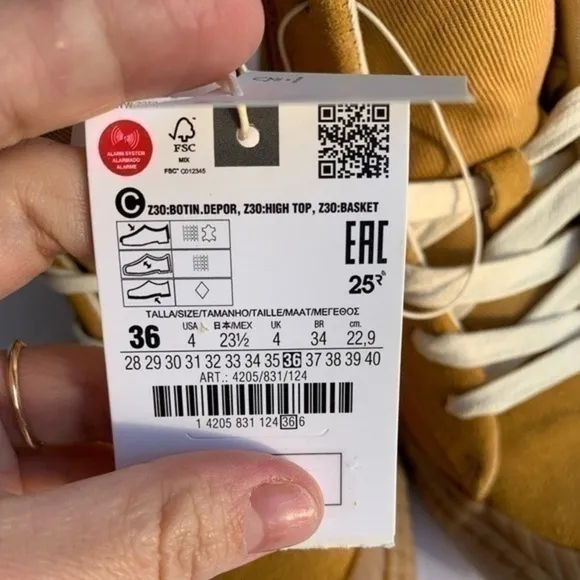 ALARM SYSTEM
ALARMADO
ALARME
FSC
MIX
FSC® C012345
C Z30:BOTIN.DEPOR, Z30:HIGH TOP, Z30:BASKET
EAC
TALLA/SIZE/TAMANHO/TAILLE/MAAT/ΜΕΓΕΘΟΣ
USA 日本/MEX UK BR cm.
36 4 23½ 4 34 22,9
28 29 30 31 32 33 34 35 36 37 38 39 40
ART.: 4205/831/124
1 4205 831 124 36 6